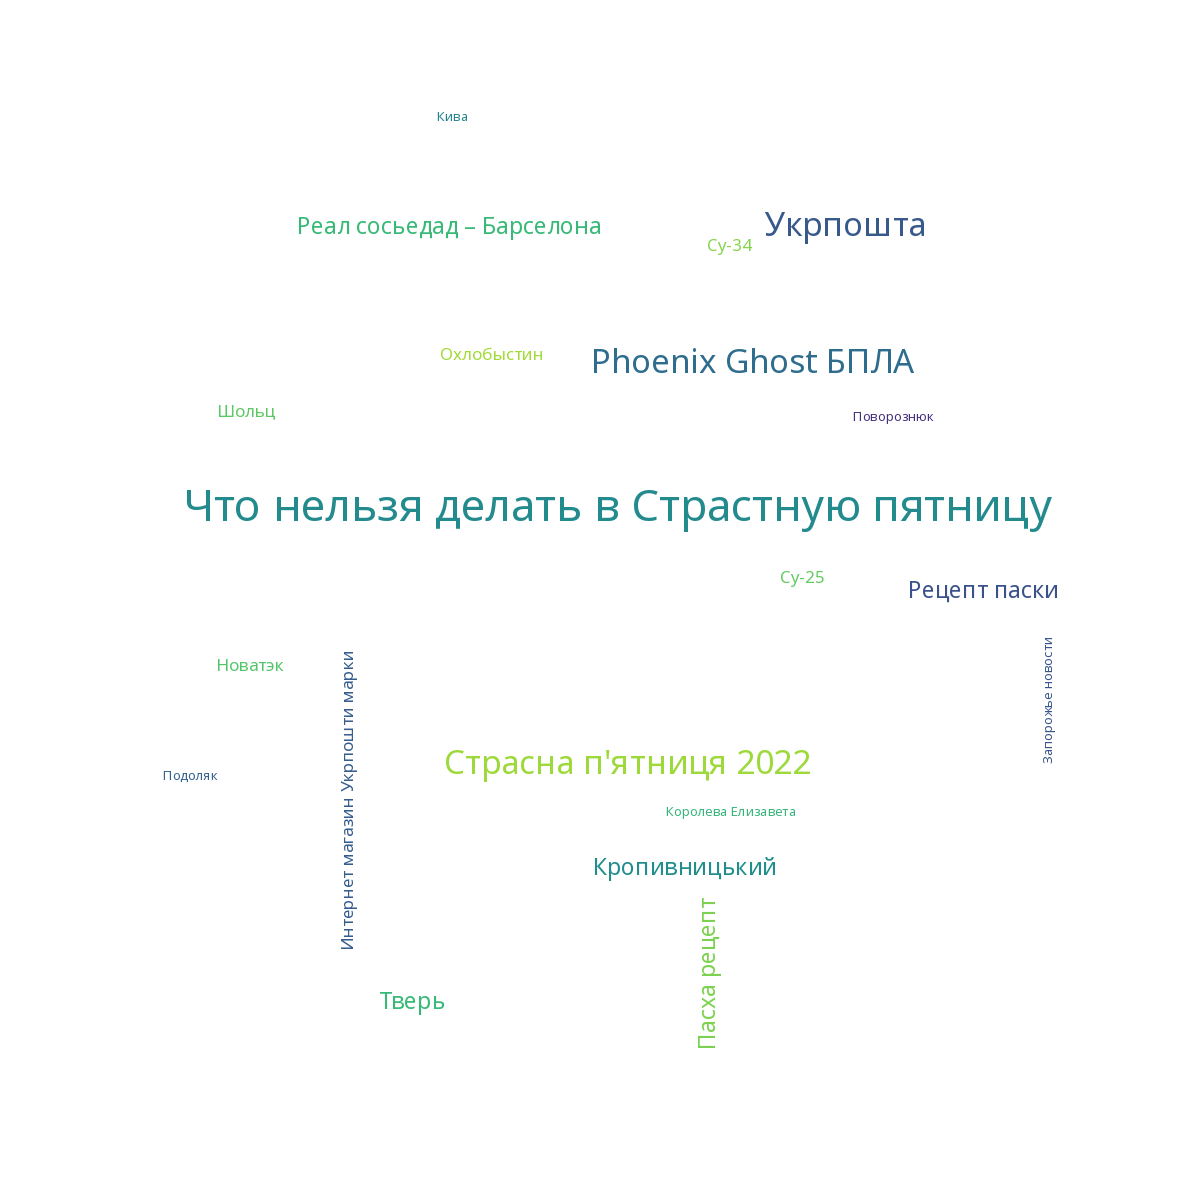 Кива
Реал сосьедад – Барселона
Укрпошта
Су-34
Охлобыстин
Phoenix Ghost БПЛА
Шольц
Поворознюк
Что нельзя делать в Страстную пятницу
Су-25
Рецепт паски
Новатэк
Интернет магазин Укрпошти марки
Запорожье новости
Страсна п'ятниця 2022
Подоляк
Королева Елизавета
Кропивницький
Пасха рецепт
Тверь